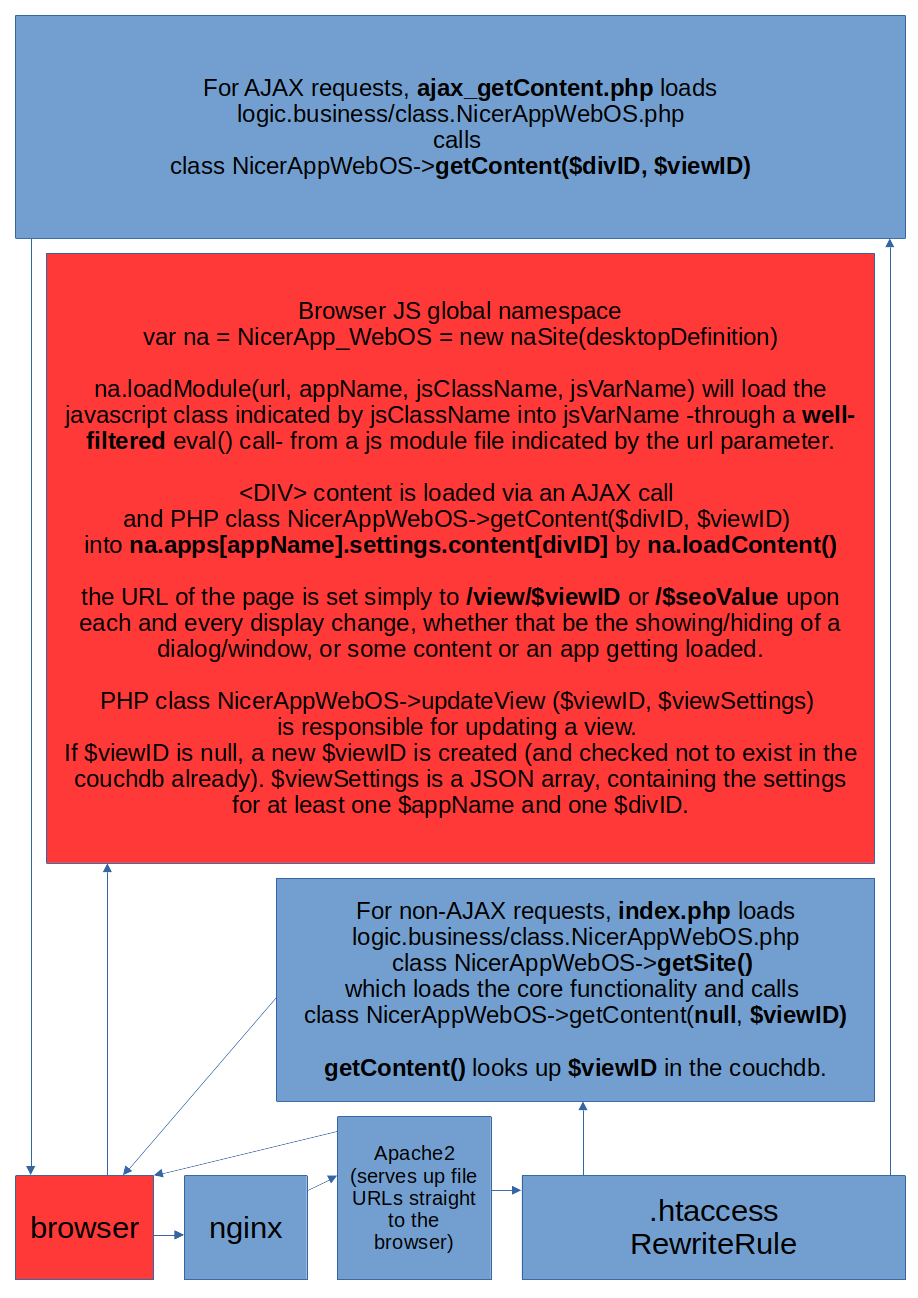 For AJAX requests, ajax_getContent.php loads
logic.business/class.NicerAppWebOS.php
calls
class NicerAppWebOS->getContent($divID, $viewID)
Browser JS global namespace
var na = NicerApp_WebOS = new naSite(desktopDefinition)
na.loadModule(url, appName, jsClassName, jsVarName) will load the
javascript class indicated by jsClassName into jsVarName -through a well-
filtered eval() call- from a js module file indicated by the url parameter.
<DIV> content is loaded via an AJAX call
and PHP class NicerAppWebOS->getContent($divID, $viewID)
into na.apps[appName].settings.content[divID] by na.loadContent()
the URL of the page is set simply to /view/$viewID or /$seoValue upon
each and every display change, whether that be the showing/hiding of a
dialog/window, or some content or an app getting loaded.
PHP class NicerAppWebOS->updateView ($viewID, $viewSettings)
is responsible for updating a view.
If $viewID is null, a new $viewID is created (and checked not to exist in the
couchdb already). $viewSettings is a JSON array, containing the settings
for at least one $appName and one $divID.
For non-AJAX requests, index.php loads
logic.business/class.NicerAppWebOS.php
class NicerAppWebOS->getSite()
which loads the core functionality and calls
class NicerAppWebOS->getContent(null, $viewID)
getContent() looks up $viewID in the couchdb.
browser
nginx
Apache2
(serves up file
URLs straight
to the
browser)
.htaccess
RewriteRule